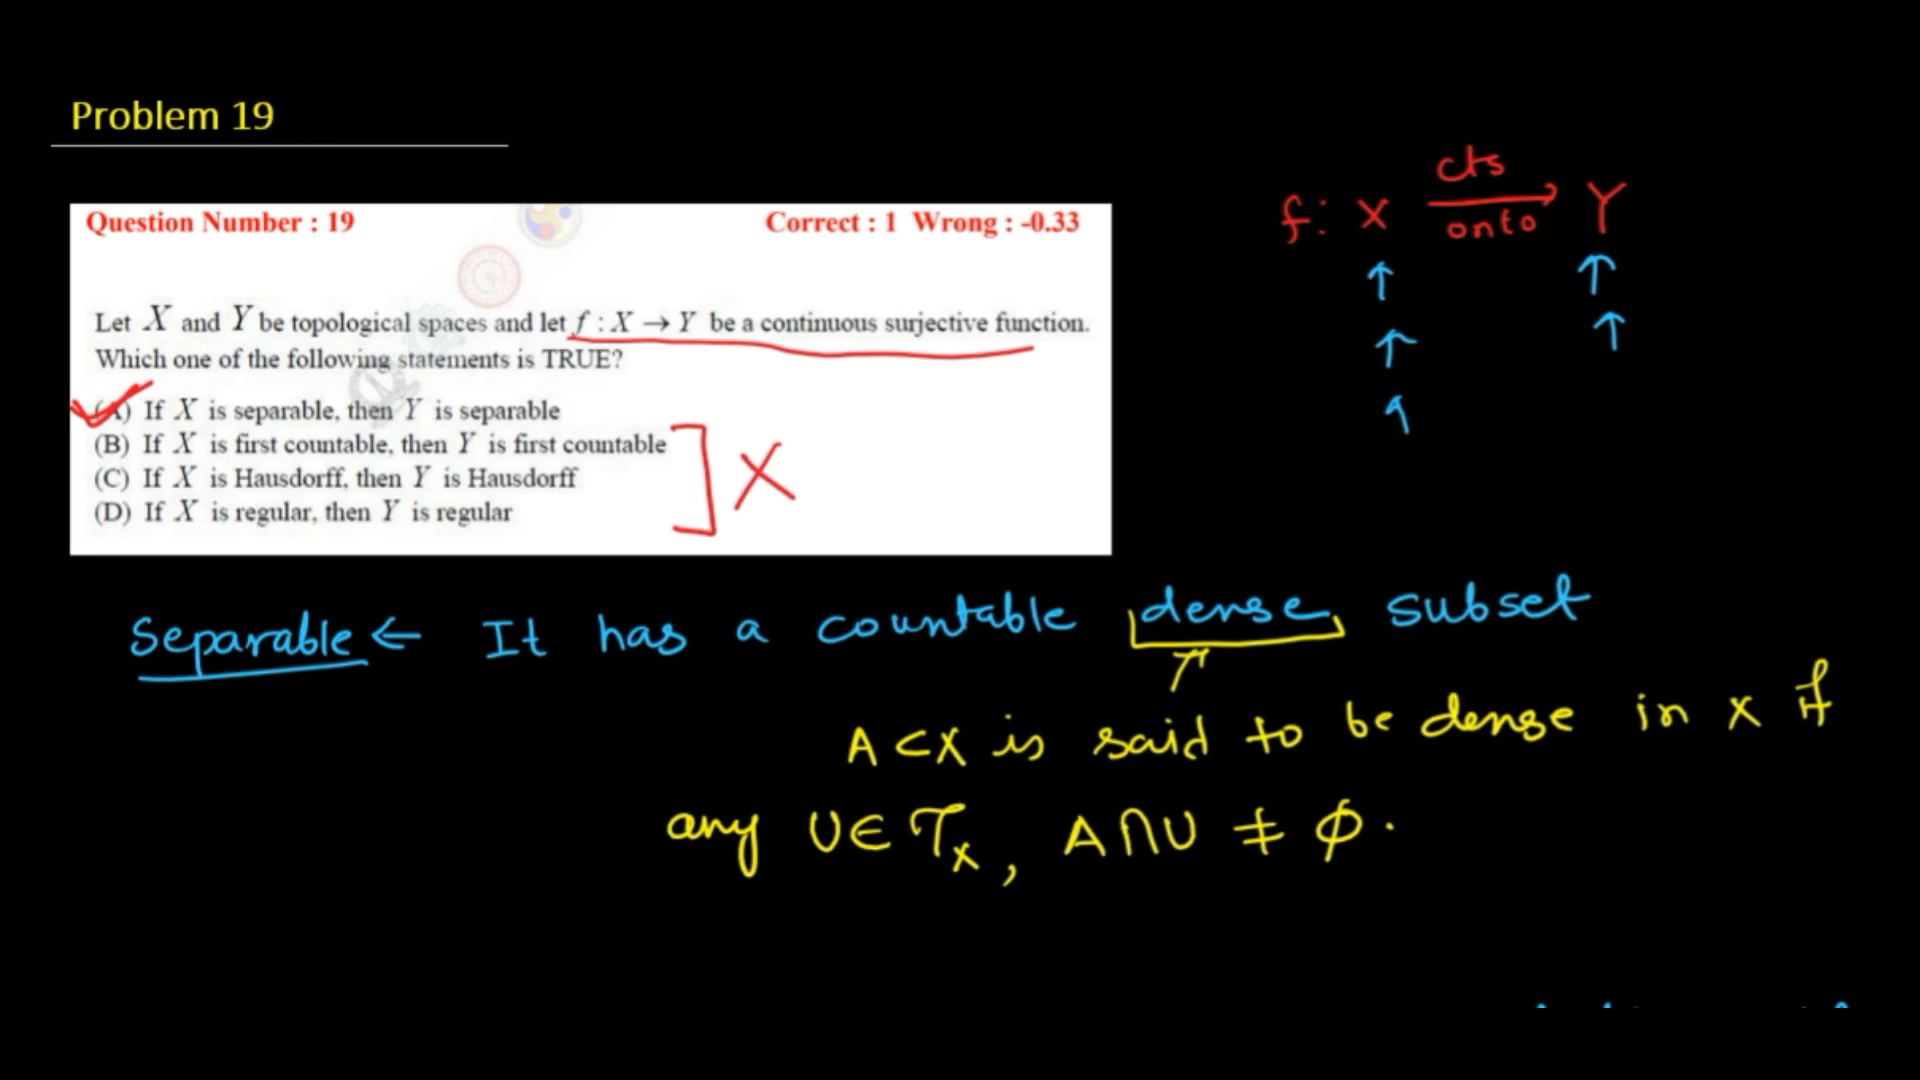 Problem 19
Question Number : 19 Correct : 1 Wrong : -0.33
Let X and Y be topological spaces and let f : X → Y be a continuous surjective function.
Which one of the following statements is TRUE?
(A) If X is separable, then Y is separable
(B) If X is first countable, then Y is first countable
(C) If X is Hausdorff, then Y is Hausdorff
(D) If X is regular, then Y is regular
X
cts
f: X → Y
onto
Separable ← It has a countable dense subset
A ⊂ X is said to be dense in X if
any U ∈ τ_X, A ∩ U ≠ φ.